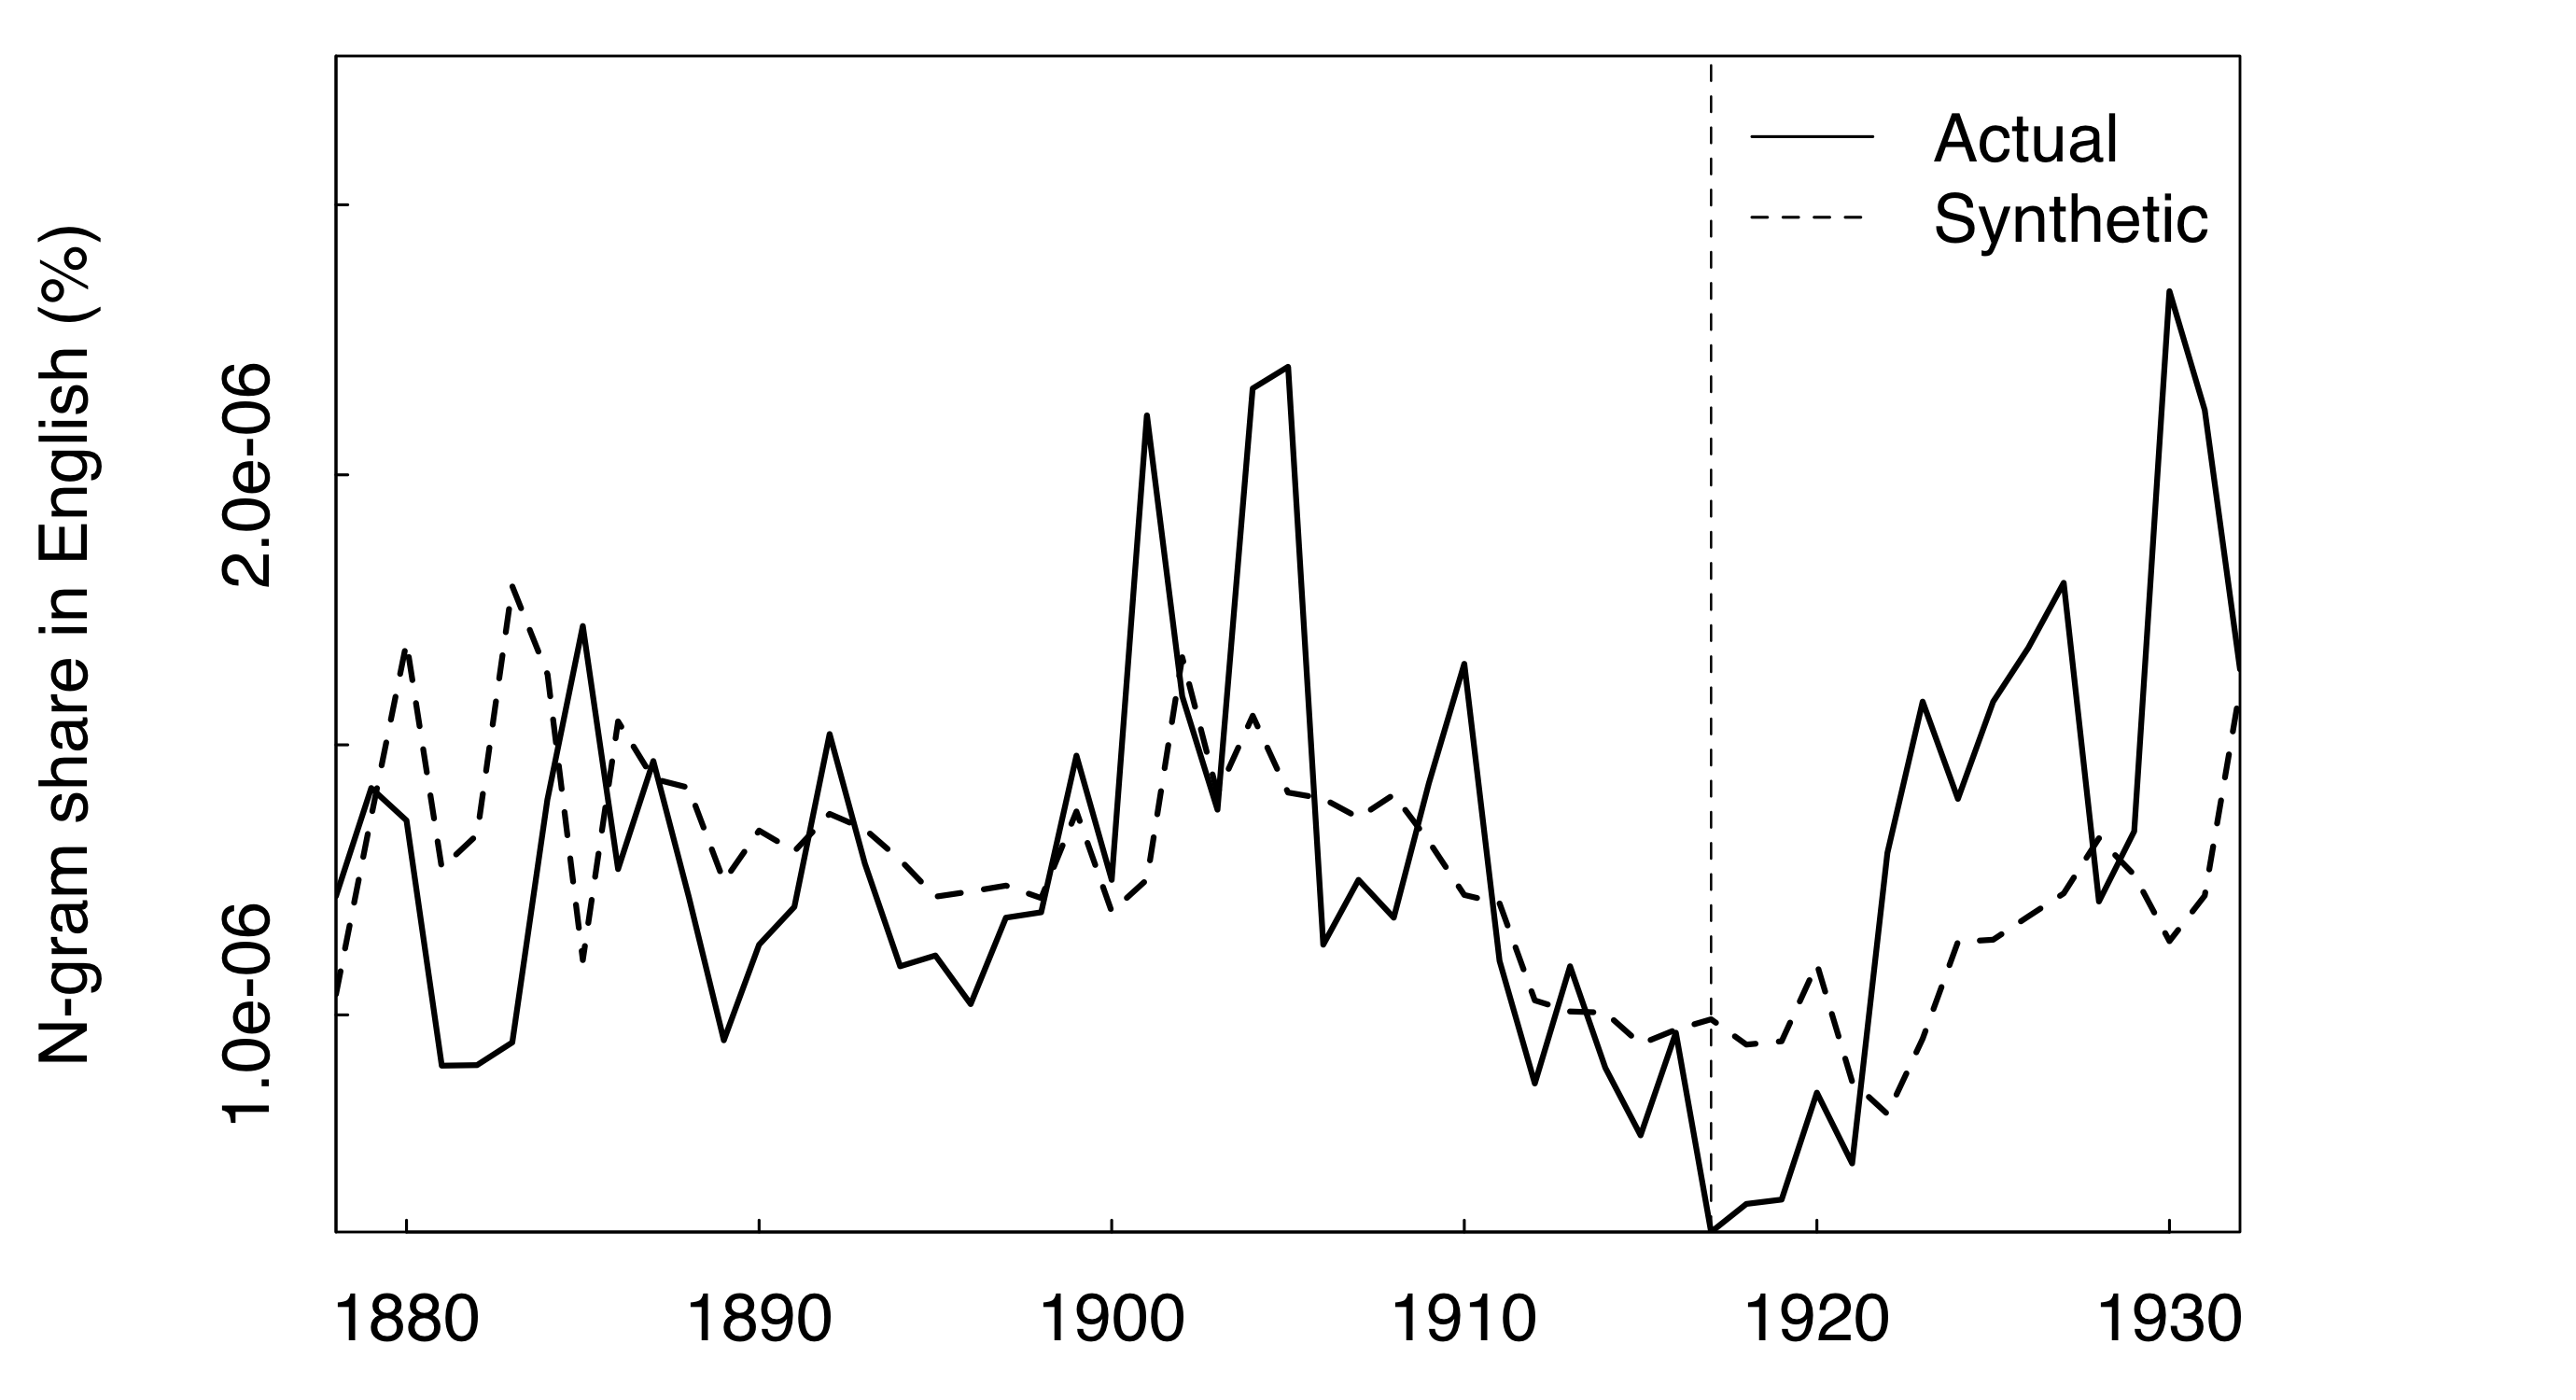 N-gram share in English (%)
2.0e-06
1.0e-06
Actual
Synthetic
1880 1890 1900 1910 1920 1930